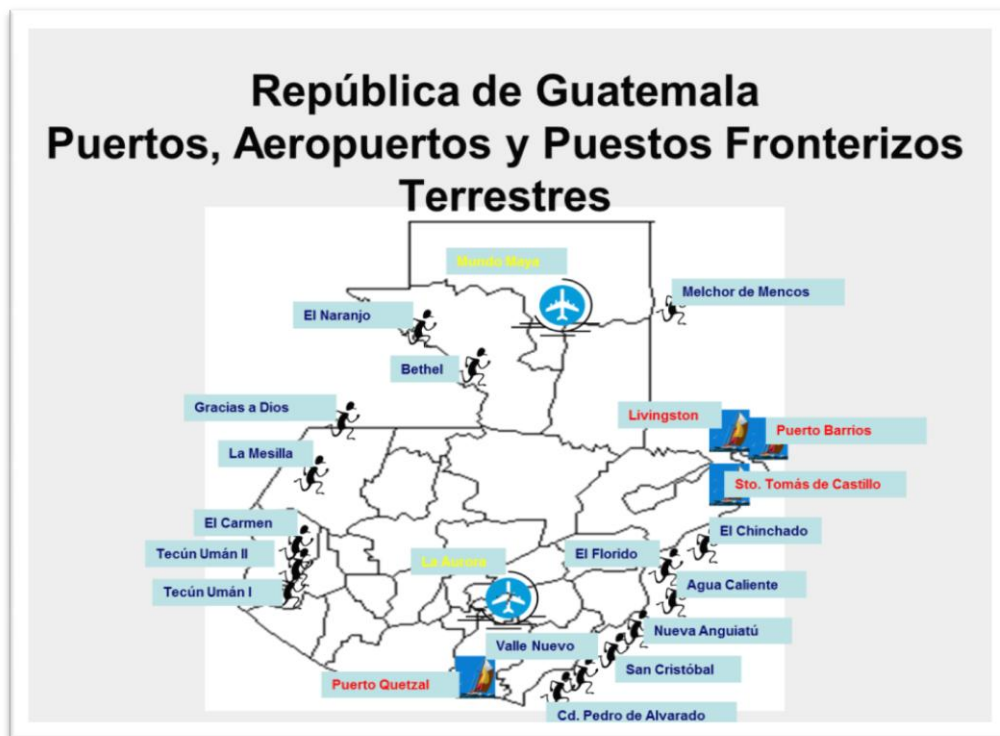 República de Guatemala
Puertos, Aeropuertos y Puestos Fronterizos
Terrestres
Mundo Maya
Melchor de Mencos
El Naranjo
Bethel
Gracias a Dios
Livingston
Puerto Barrios
La Mesilla
Sto. Tomás de Castillo
El Carmen
El Chinchado
Tecún Umán II
El Florido
La Aurora
Tecún Umán I
Agua Caliente
Nueva Anguiatú
Valle Nuevo
San Cristóbal
Puerto Quetzal
Cd. Pedro de Alvarado